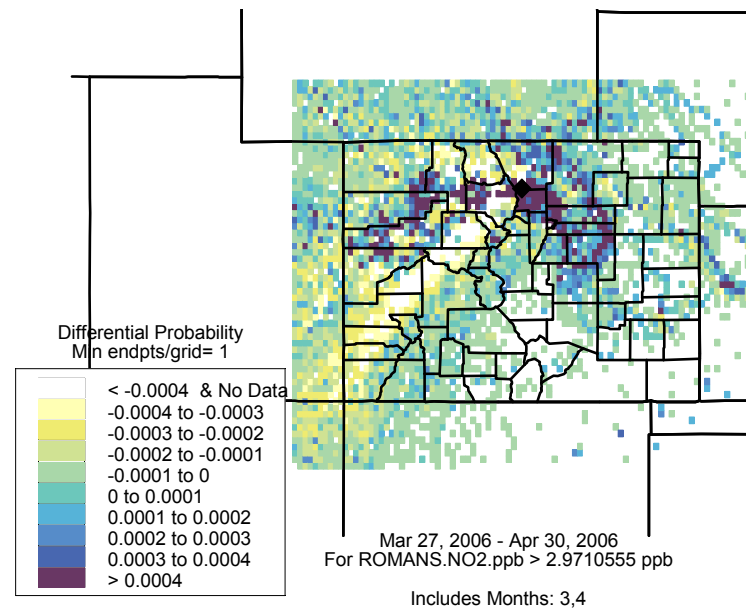 Differential Probability
Min endpts/grid= 1
< -0.0004 & No Data
-0.0004 to -0.0003
-0.0003 to -0.0002
-0.0002 to -0.0001
-0.0001 to 0
0 to 0.0001
0.0001 to 0.0002
0.0002 to 0.0003
0.0003 to 0.0004
> 0.0004
Mar 27, 2006 - Apr 30, 2006
For ROMANS.NO2.ppb > 2.9710555 ppb
Includes Months: 3,4